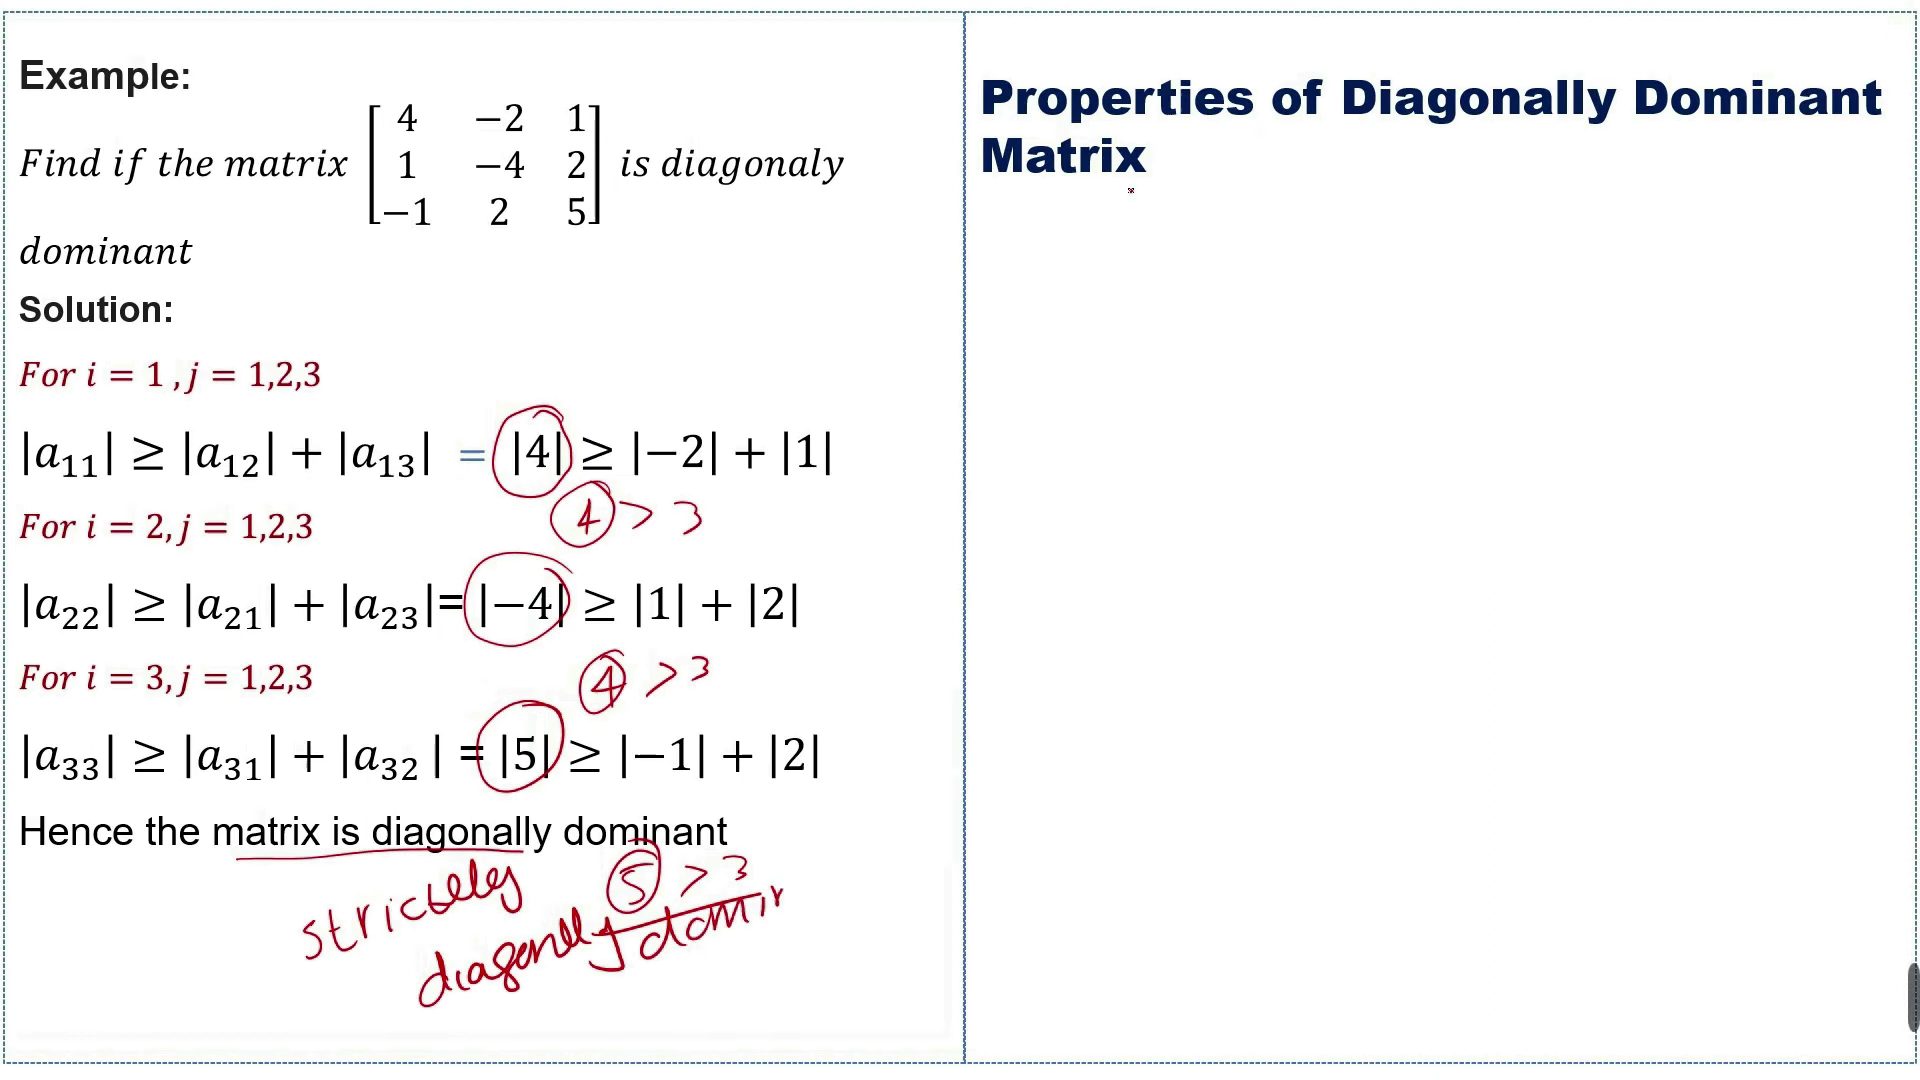 Example:
Find if the matrix [4 −2 1
1 −4 2
−1 2 5] is diagonaly
dominant
Solution:
For i = 1 , j = 1,2,3
|a₁₁| ≥ |a₁₂| + |a₁₃| = |4| ≥ |−2| + |1|
4 > 3
For i = 2, j = 1,2,3
|a₂₂| ≥ |a₂₁| + |a₂₃|= |−4| ≥ |1| + |2|
4 > 3
For i = 3, j = 1,2,3
|a₃₃| ≥ |a₃₁| + |a₃₂ | = |5| ≥ |−1| + |2|
Hence the matrix is diagonally dominant
5 > 3
strictely
diagonally
Properties of Diagonally Dominant
Matrix